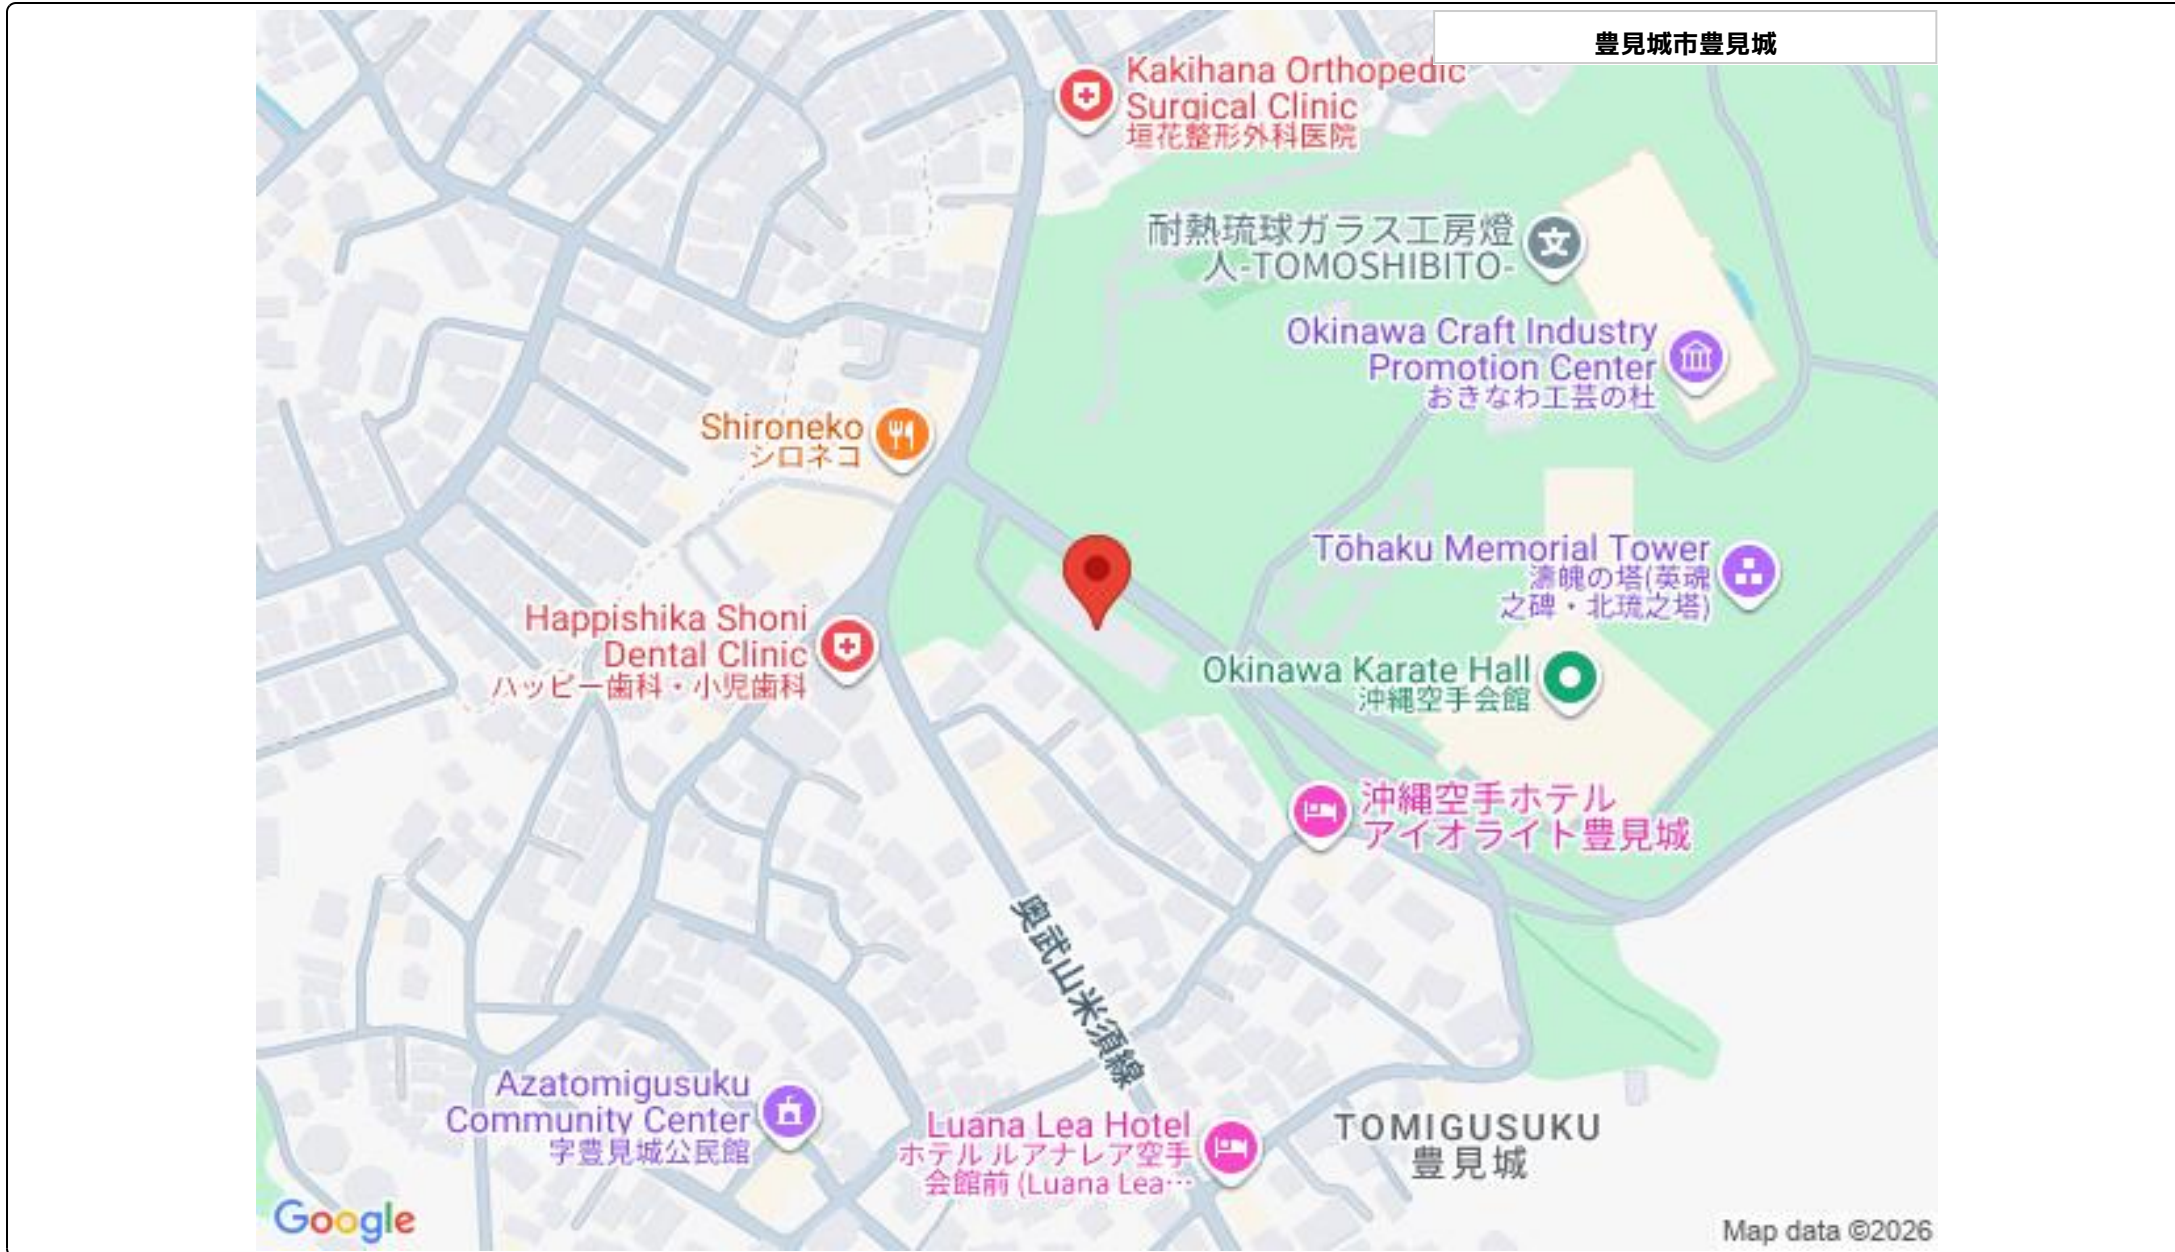 豊見城市豊見城
Kakihana Orthopedic
Surgical Clinic
垣花整形外科医院
耐熱琉球ガラス工房燈
人-TOMOSHIBITO-
Okinawa Craft Industry
Promotion Center
おきなわ工芸の杜
Shironeko
シロネコ
Tōhaku Memorial Tower
濤魄の塔(英魂
之碑・北琉之塔)
Happishika Shoni
Dental Clinic
ハッピー歯科・小児歯科
Okinawa Karate Hall
沖縄空手会館
沖縄空手ホテル
アイオライト豊見城
奥武山米須線
Azatomigusuku
Community Center
字豊見城公民館
Luana Lea Hotel
ホテル ルアナレア空手
会館前 (Luana Lea…
TOMIGUSUKU
豊見城
Google
Map data ©2026